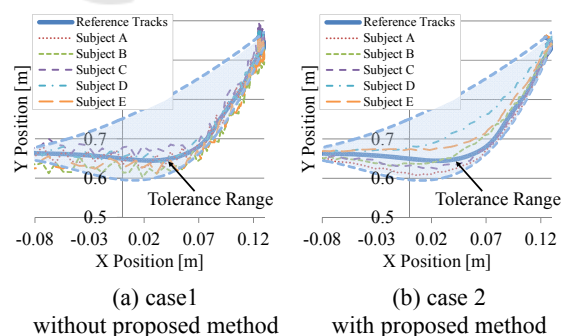 Reference Tracks
Subject A
Subject B
Subject C
Subject D
Subject E
Y Position [m]
0.7
0.6
0.5
Tolerance Range
-0.08 -0.03 0.02 0.07 0.12
X Position [m]
(a) case1
without proposed method
Reference Tracks
Subject A
Subject B
Subject C
Subject D
Subject E
Y Position [m]
0.7
0.6
0.5
Tolerance Range
-0.08 -0.03 0.02 0.07 0.12
X Position [m]
(b) case 2
with proposed method